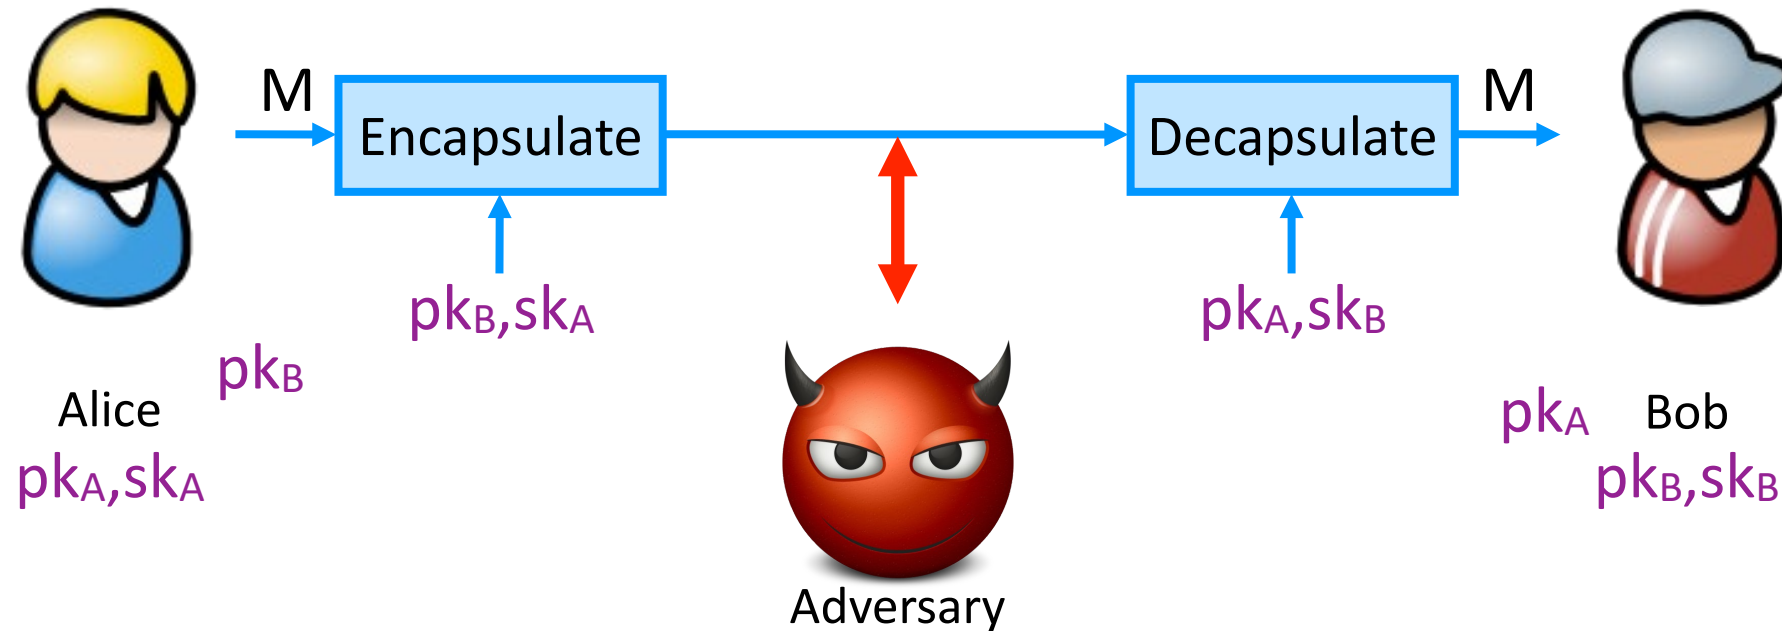 M
Encapsulate
Decapsulate
M
pkB,skA
pkA,skB
pkB
Alice
pkA,skA
pkA
Bob
pkB,skB
Adversary